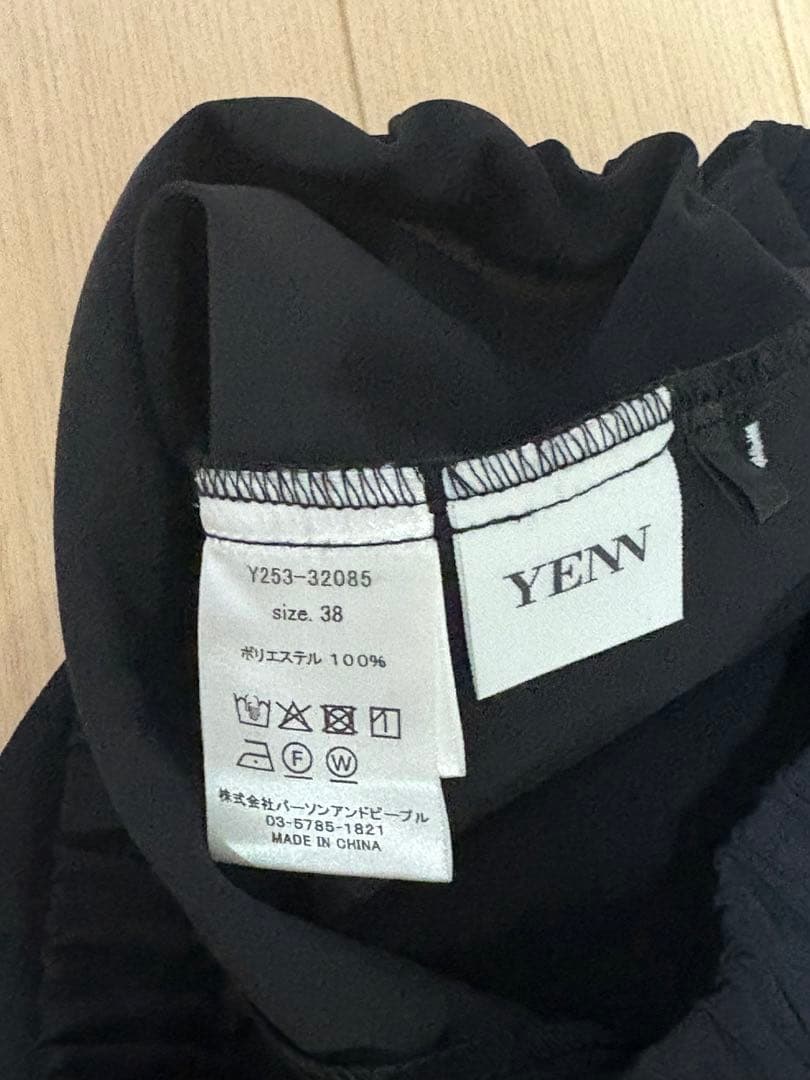 Y253-32085
size. 38
ポリエステル 100%
F W
株式会社パーソンアンドピープル
03-5785-1821
MADE IN CHINA
YENN